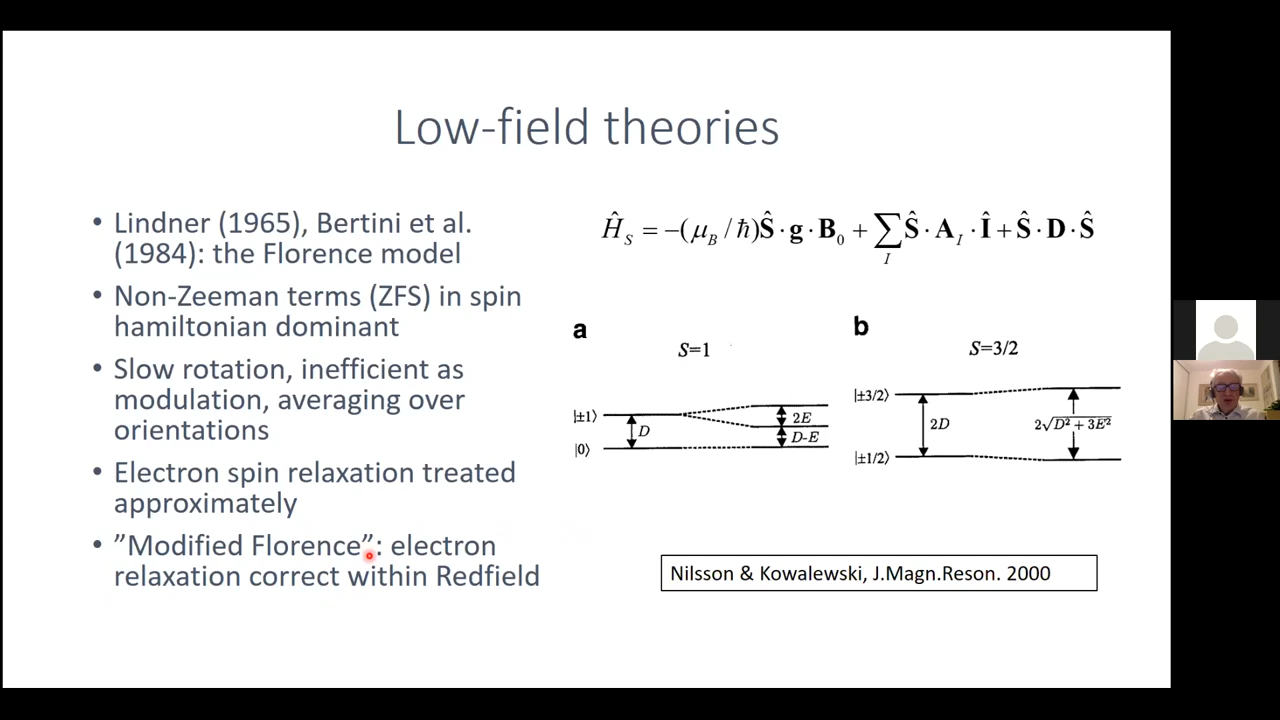 Low-field theories
• Lindner (1965), Bertini et al.
(1984): the Florence model
• Non-Zeeman terms (ZFS) in spin
hamiltonian dominant
• Slow rotation, inefficient as
modulation, averaging over
orientations
• Electron spin relaxation treated
approximately
• ”Modified Florence”: electron
relaxation correct within Redfield
Ĥ_S = −(μ_B/ħ)Ŝ·g·B_0 + ∑_I Ŝ·A_I·Î + Ŝ·D·Ŝ
a
S=1
|±1⟩
D
|0⟩
2E
D-E
b
S=3/2
|±3/2⟩
2D
|±1/2⟩
2√(D²+3E²)
Nilsson & Kowalewski, J.Magn.Reson. 2000